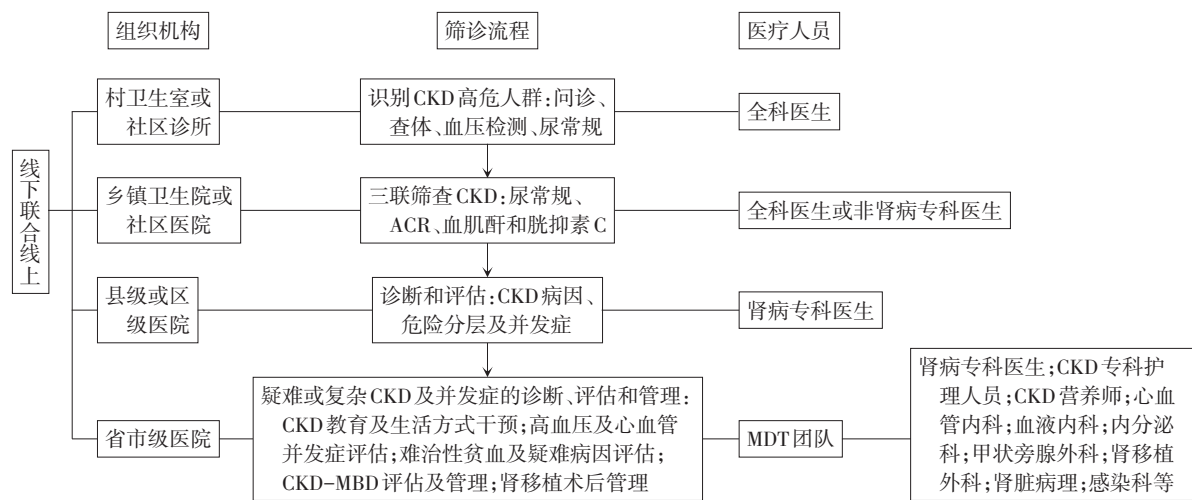 组织机构
筛诊流程
医疗人员
线下联合线上
村卫生室或
社区诊所
识别CKD高危人群:问诊、
查体、血压检测、尿常规
全科医生
乡镇卫生院或
社区医院
三联筛查CKD:尿常规、
ACR、血肌酐和胱抑素C
全科医生或非肾病专科医生
县级或区
级医院
诊断和评估:CKD病因、
危险分层及并发症
肾病专科医生
省市级医院
疑难或复杂CKD及并发症的诊断、评估和管理:
CKD教育及生活方式干预;高血压及心血管
并发症评估;难治性贫血及疑难病因评估;
CKD-MBD评估及管理;肾移植术后管理
MDT团队
肾病专科医生;CKD专科护
理人员;CKD营养师;心血
管内科;血液内科;内分泌
科;甲状旁腺外科;肾移植
外科;肾脏病理;感染科等